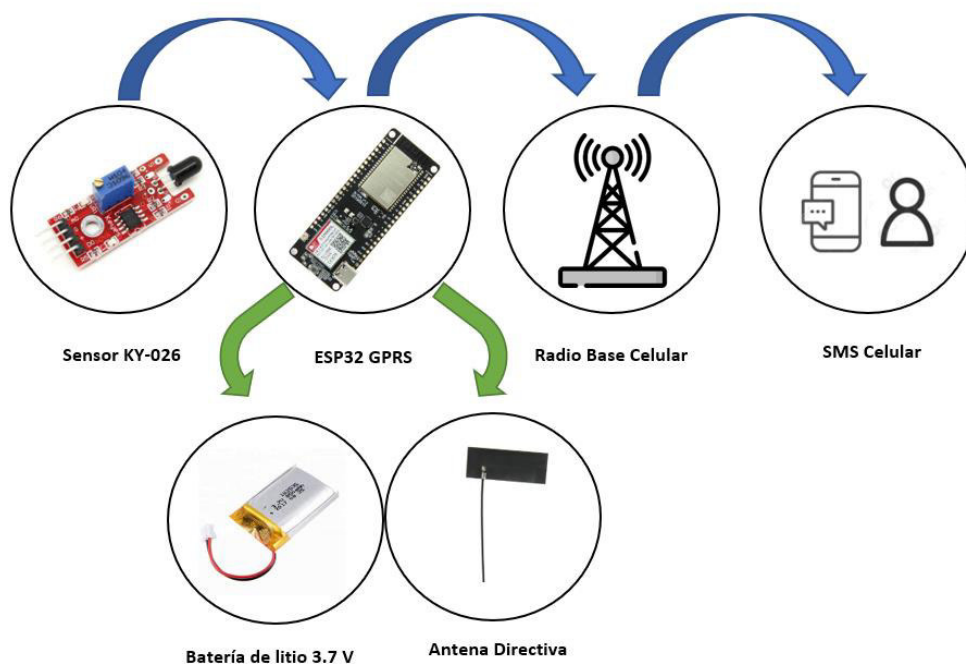 Sensor KY-026
ESP32 GPRS
Radio Base Celular
SMS Celular
Batería de litio 3.7 V
Antena Directiva